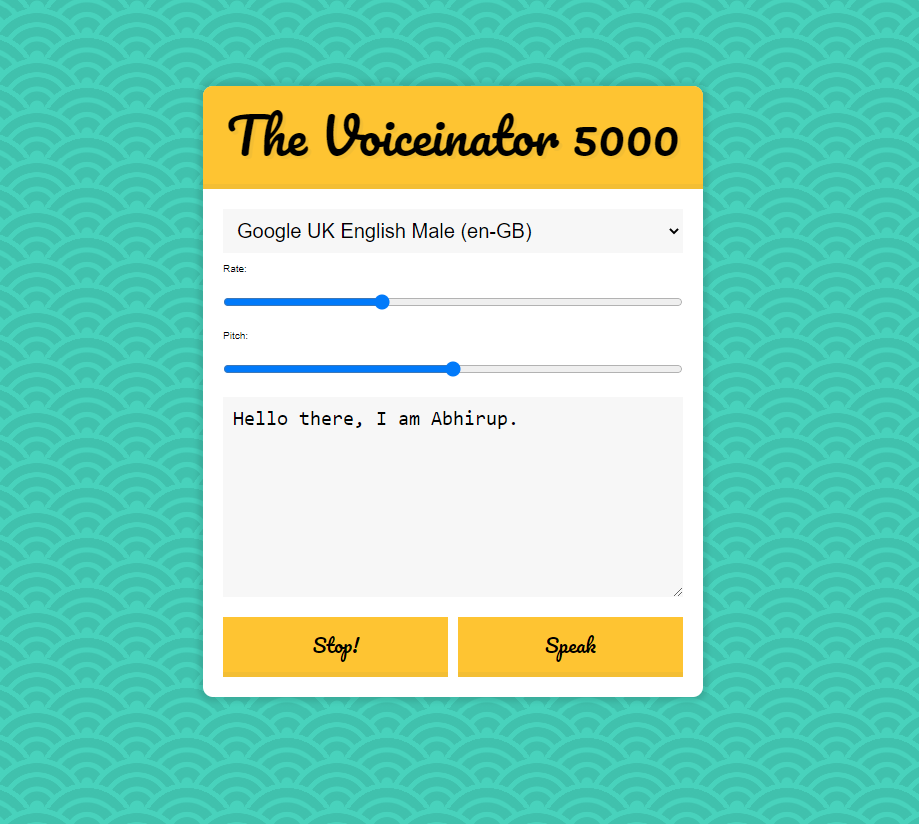 The Voiceinator 5000
Google UK English Male (en-GB)
Rate:
Pitch:
Hello there, I am Abhirup.
Stop!
Speak